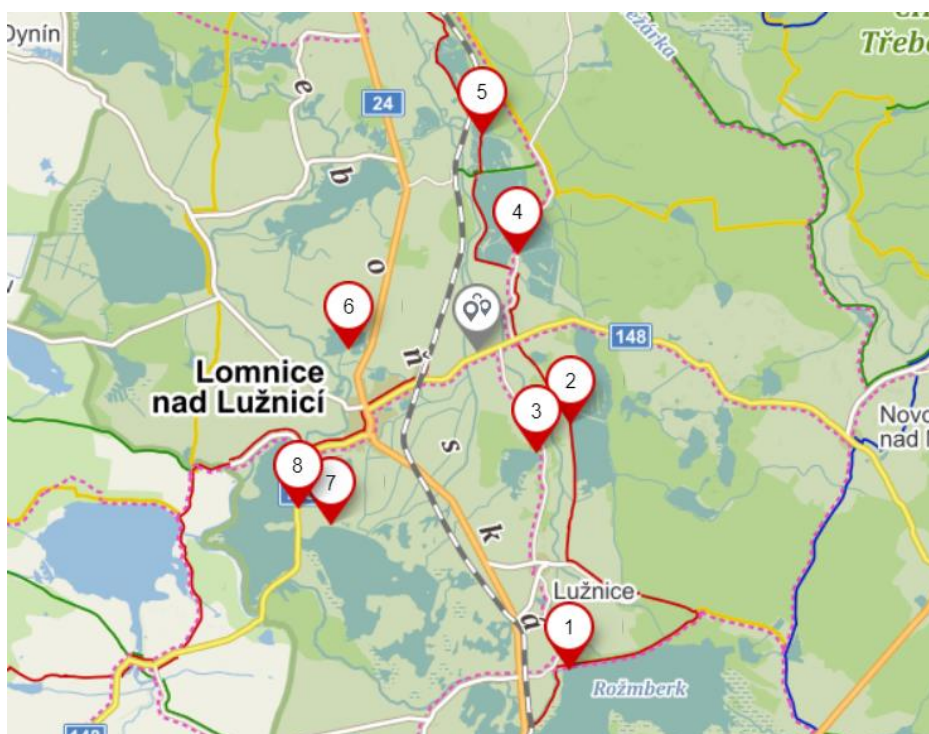 Dynín
24
5
Třebo
4
6
148
Lomnice
nad Lužnicí
2
3
Novo
nad N
8
7
Lužnice
1
Rožmberk
e
b
o
ň
s
k
á